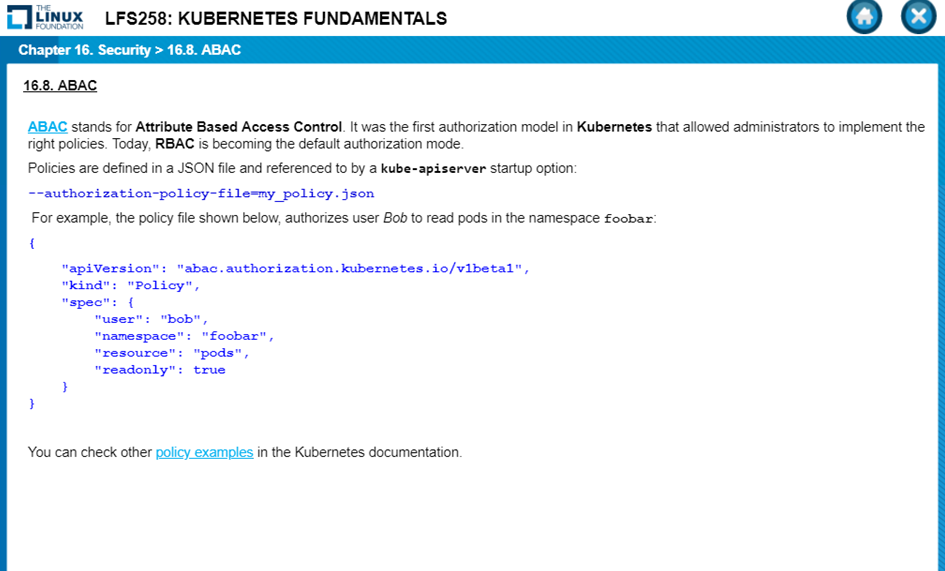 THE
LINUX
FOUNDATION
LFS258: KUBERNETES FUNDAMENTALS
Chapter 16. Security > 16.8. ABAC
16.8. ABAC
ABAC stands for Attribute Based Access Control. It was the first authorization model in Kubernetes that allowed administrators to implement the
right policies. Today, RBAC is becoming the default authorization mode.
Policies are defined in a JSON file and referenced to by a kube-apiserver startup option:
--authorization-policy-file=my_policy.json
For example, the policy file shown below, authorizes user Bob to read pods in the namespace foobar:
{
    "apiVersion": "abac.authorization.kubernetes.io/v1beta1",
    "kind": "Policy",
    "spec": {
        "user": "bob",
        "namespace": "foobar",
        "resource": "pods",
        "readonly": true
    }
}
You can check other policy examples in the Kubernetes documentation.